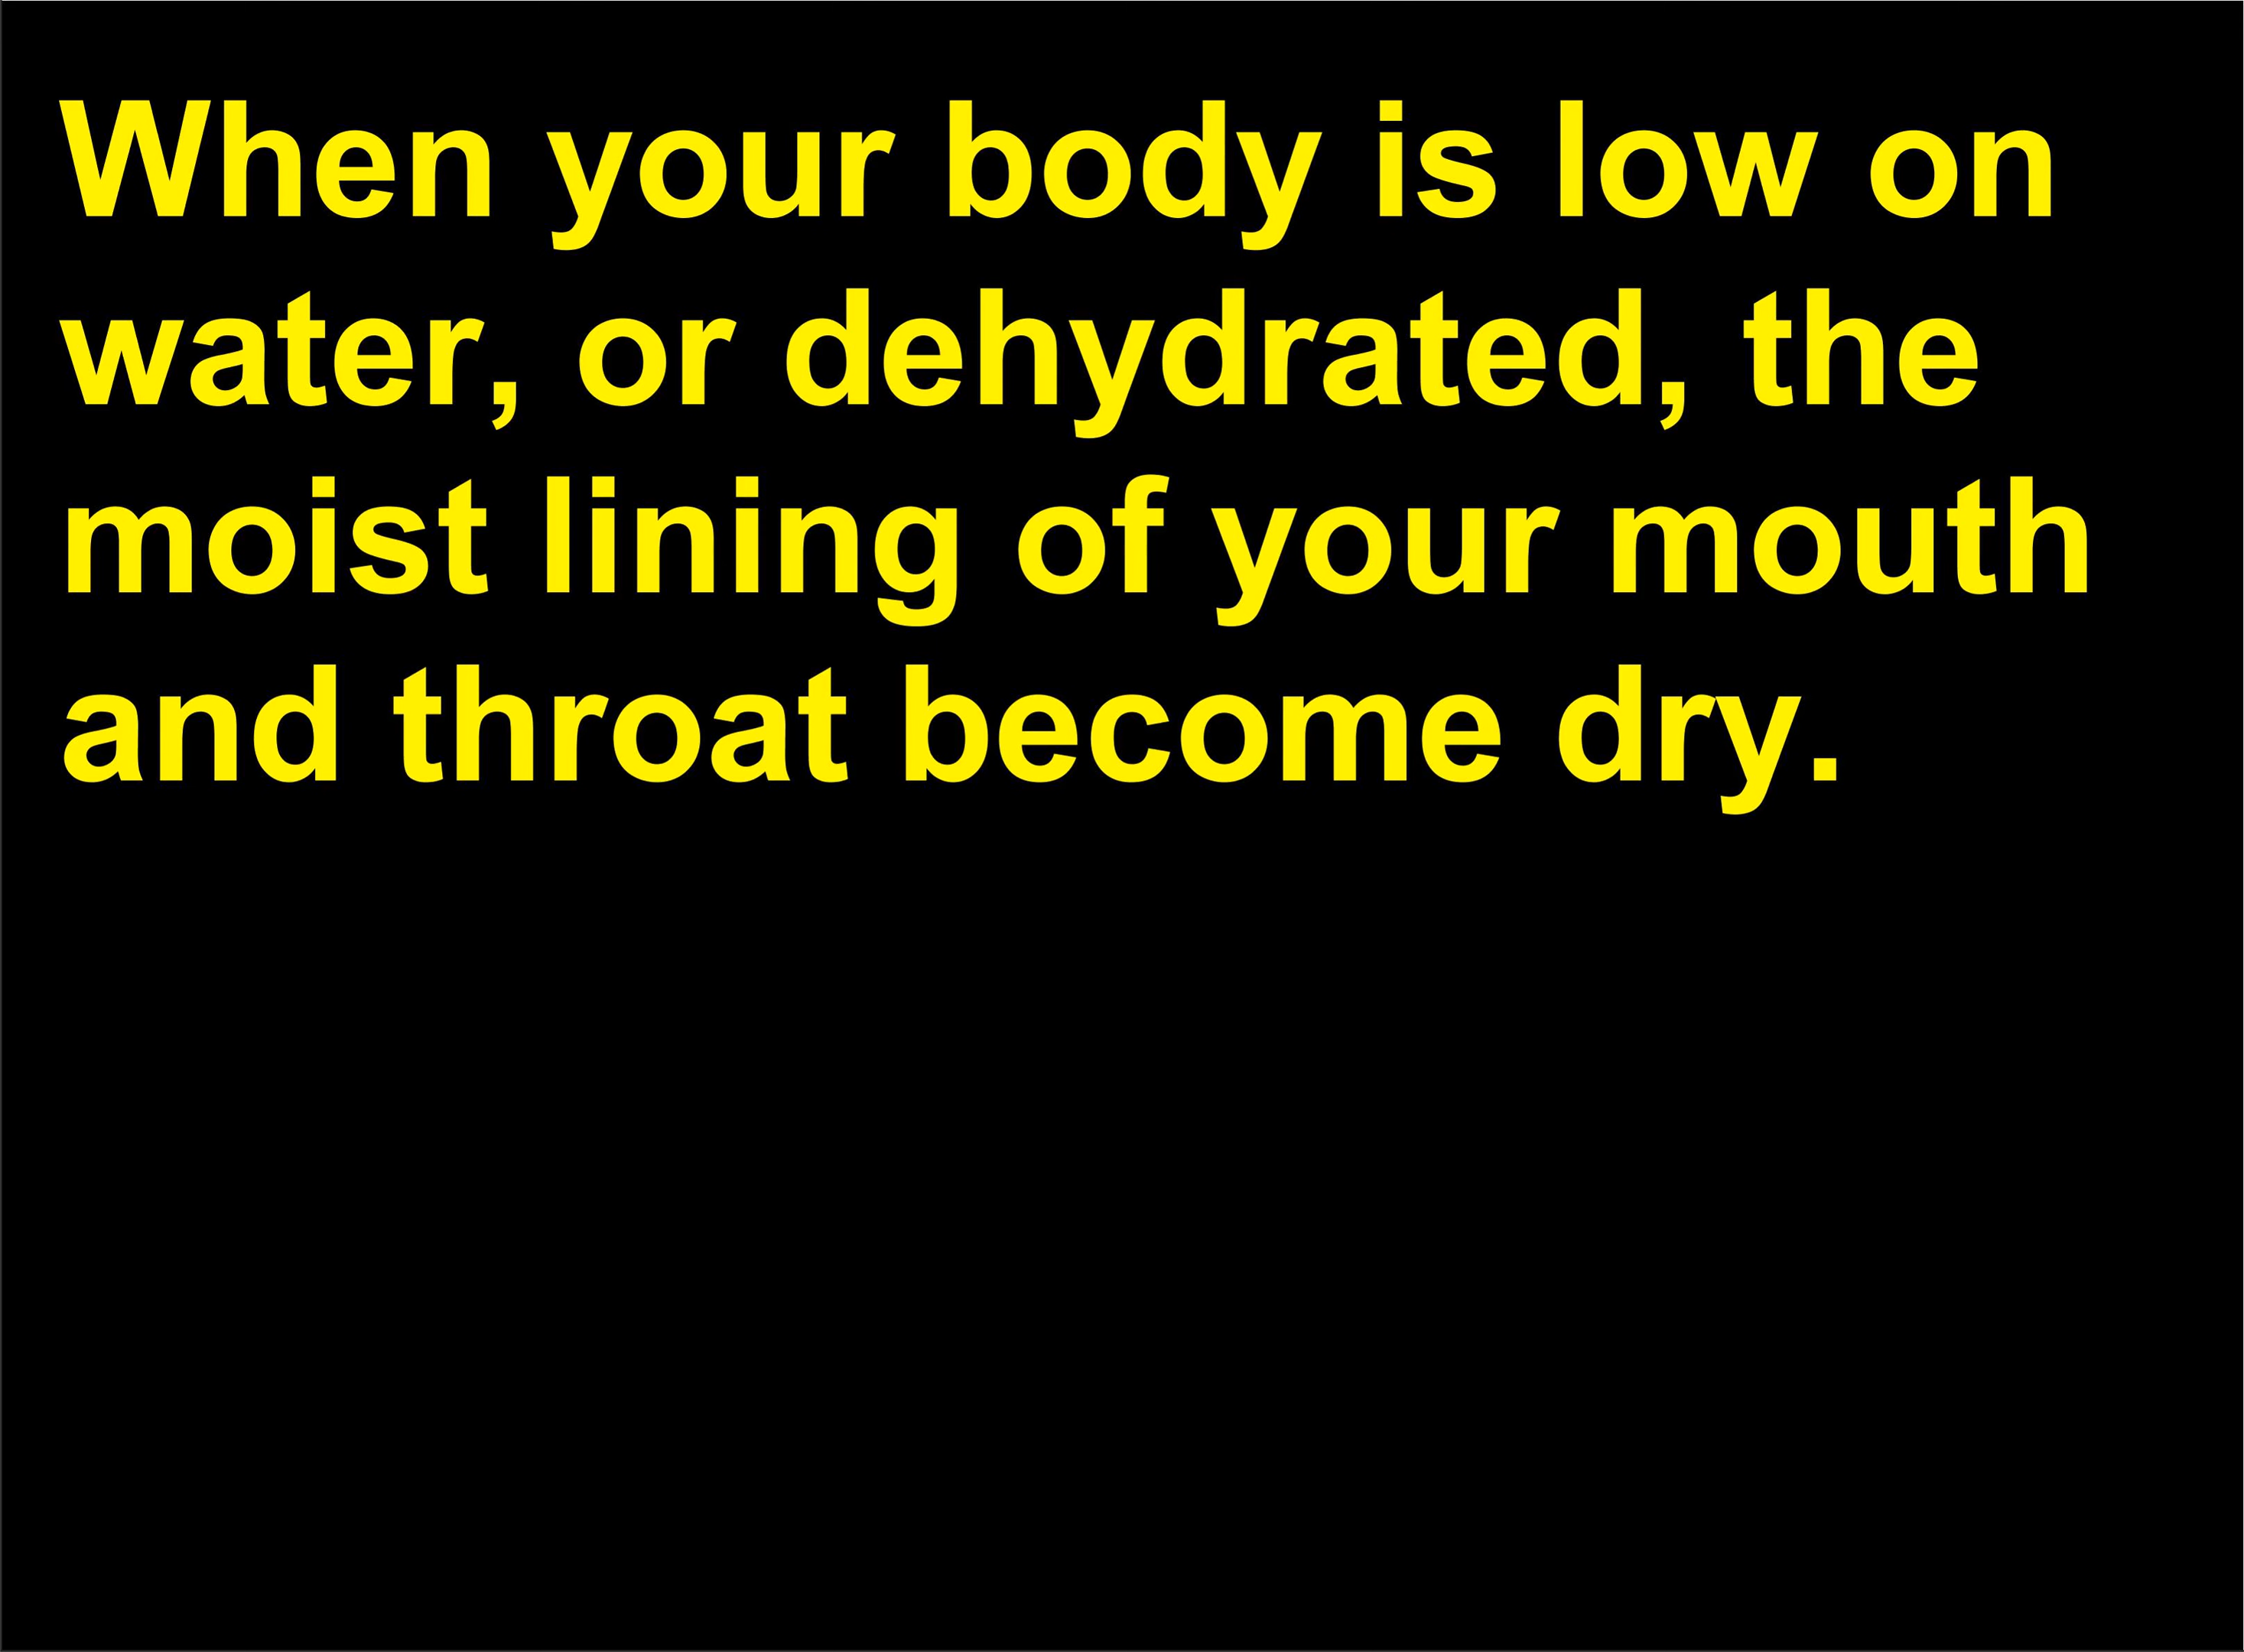 When your body is low on
water, or dehydrated, the
moist lining of your mouth
and throat become dry.